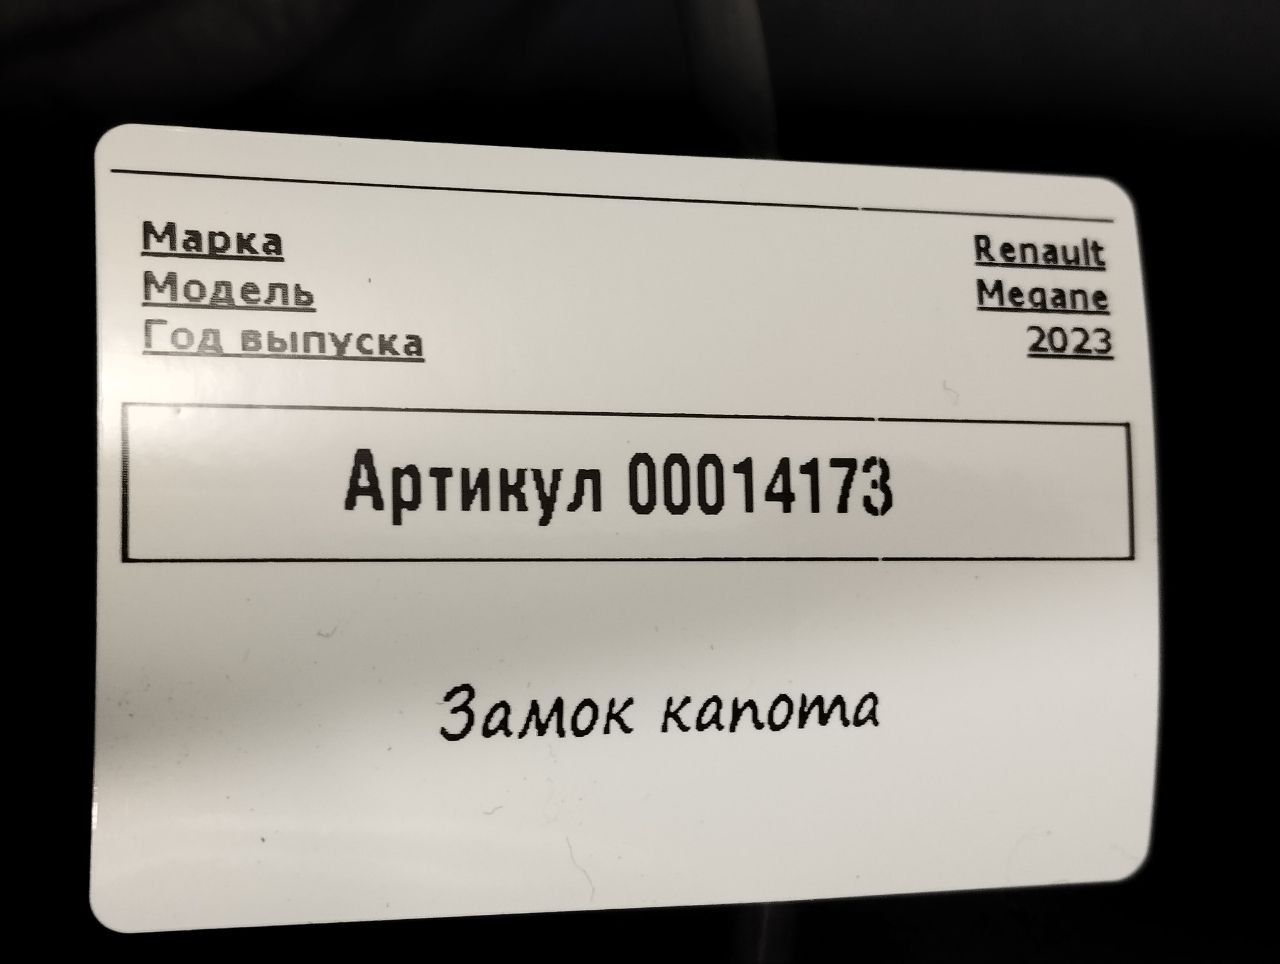 Марка Renault
Модель Megane
Год выпуска 2023
Артикул 00014173
Замок капота